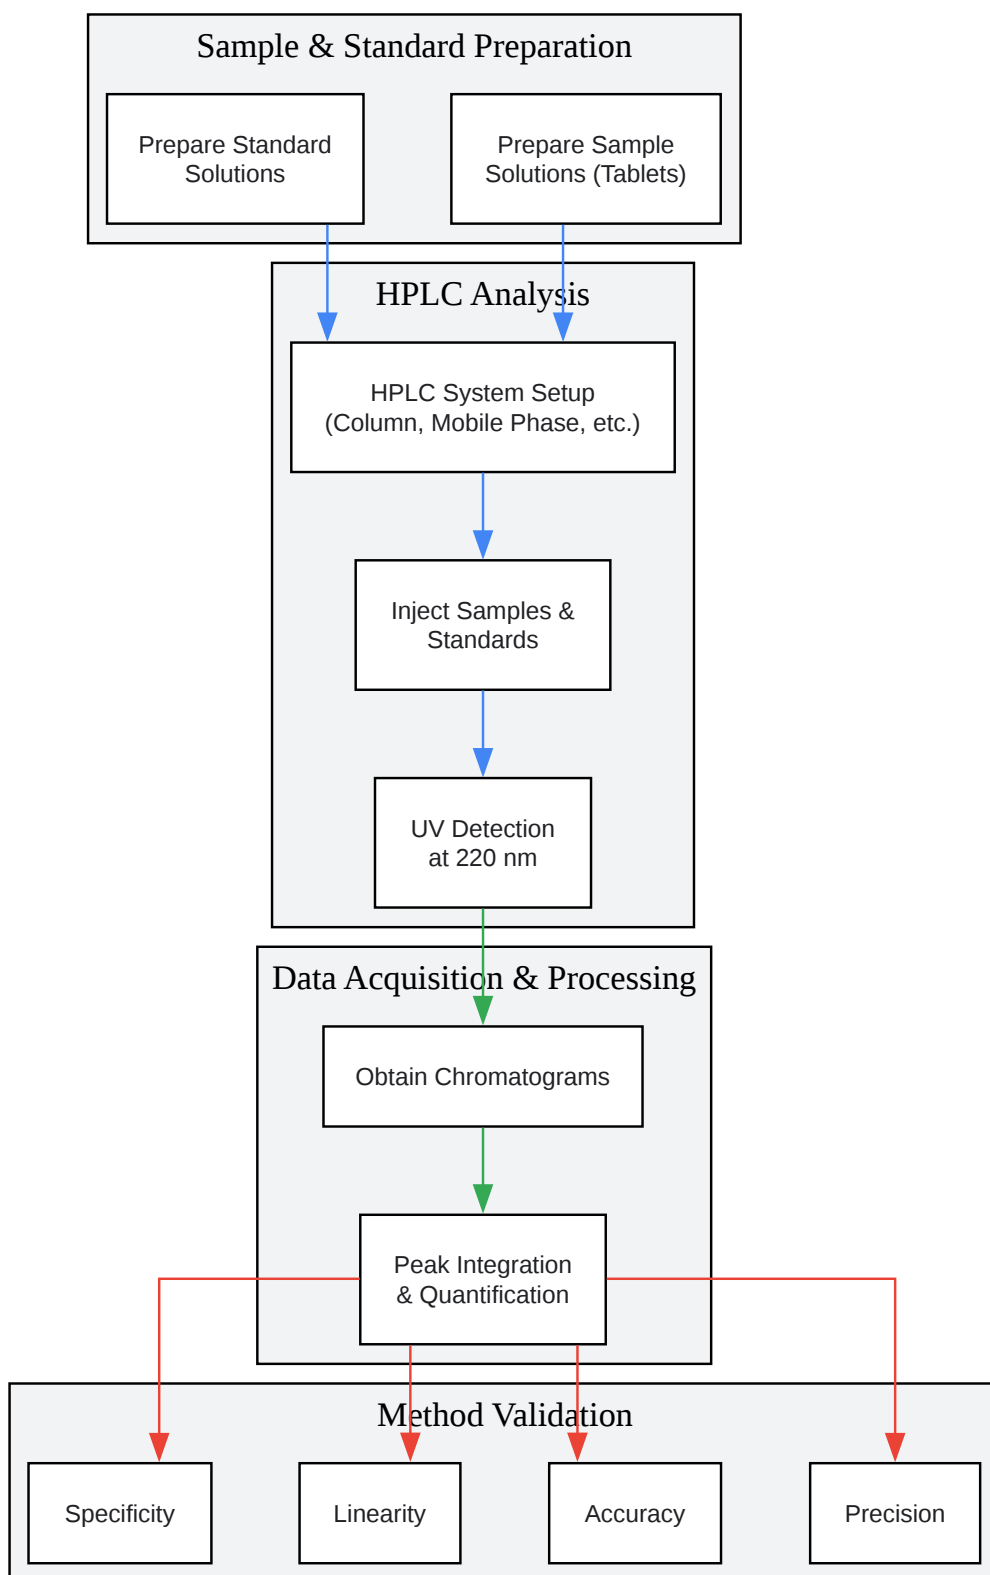 Sample & Standard Preparation
Prepare Standard
Solutions
Prepare Sample
Solutions (Tablets)
HPLC Analysis
HPLC System Setup
(Column, Mobile Phase, etc.)
Inject Samples &
Standards
UV Detection
at 220 nm
Data Acquisition & Processing
Obtain Chromatograms
Peak Integration
& Quantification
Method Validation
Specificity
Linearity
Accuracy
Precision